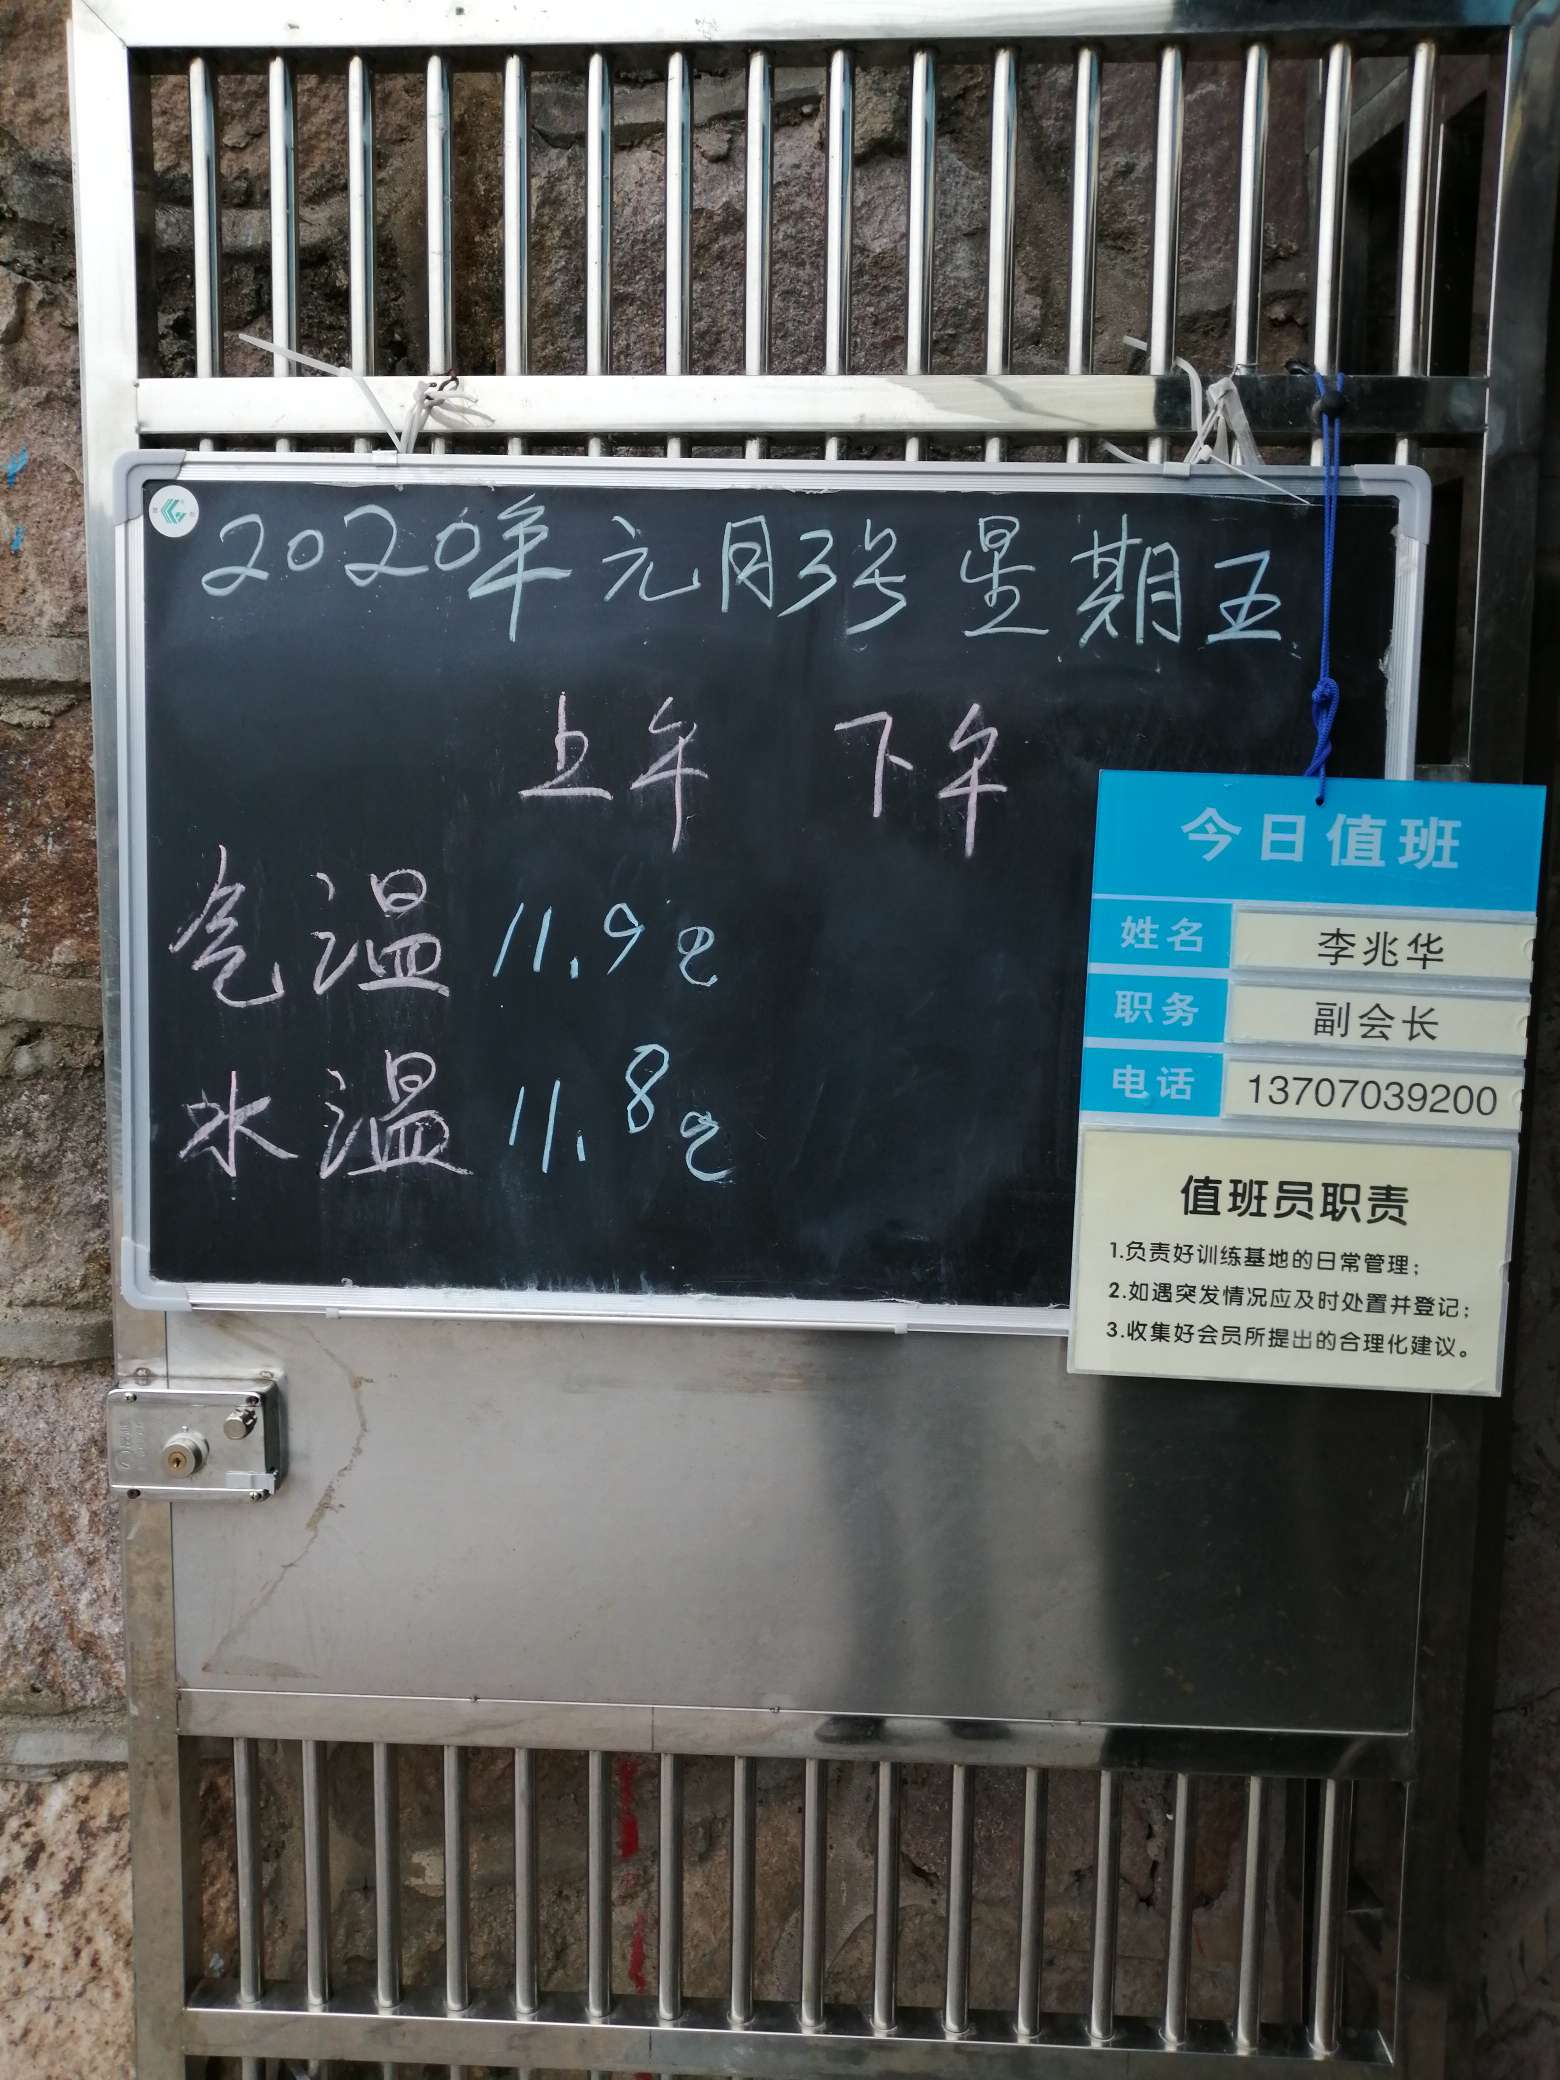 2020年元月3号 星期五
上午 下午
气温 11.9℃
水温 11.8℃
今日值班
姓名 李兆华
职务 副会长
电话 13707039200
值班员职责
1.负责好训练基地的日常管理；
2.如遇突发情况应及时处置并登记；
3.收集好会员所提出的合理化建议。